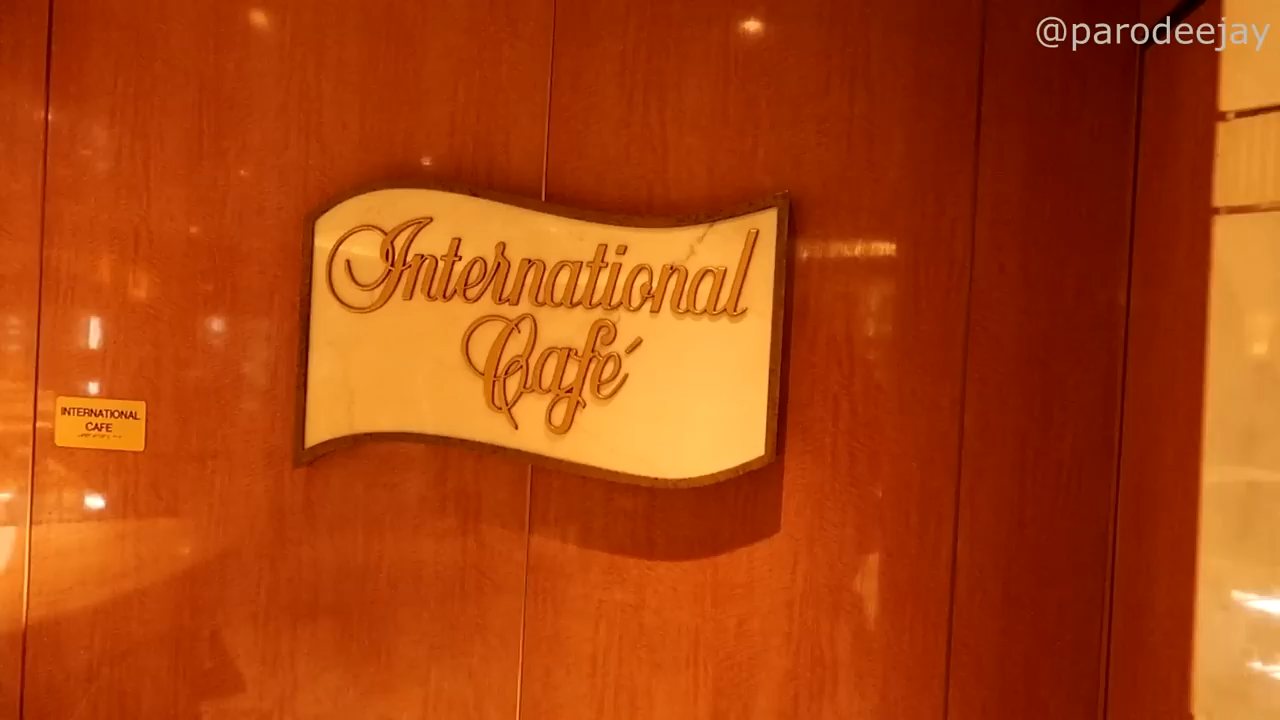 @parodeejay
International
Café
INTERNATIONAL
CAFE